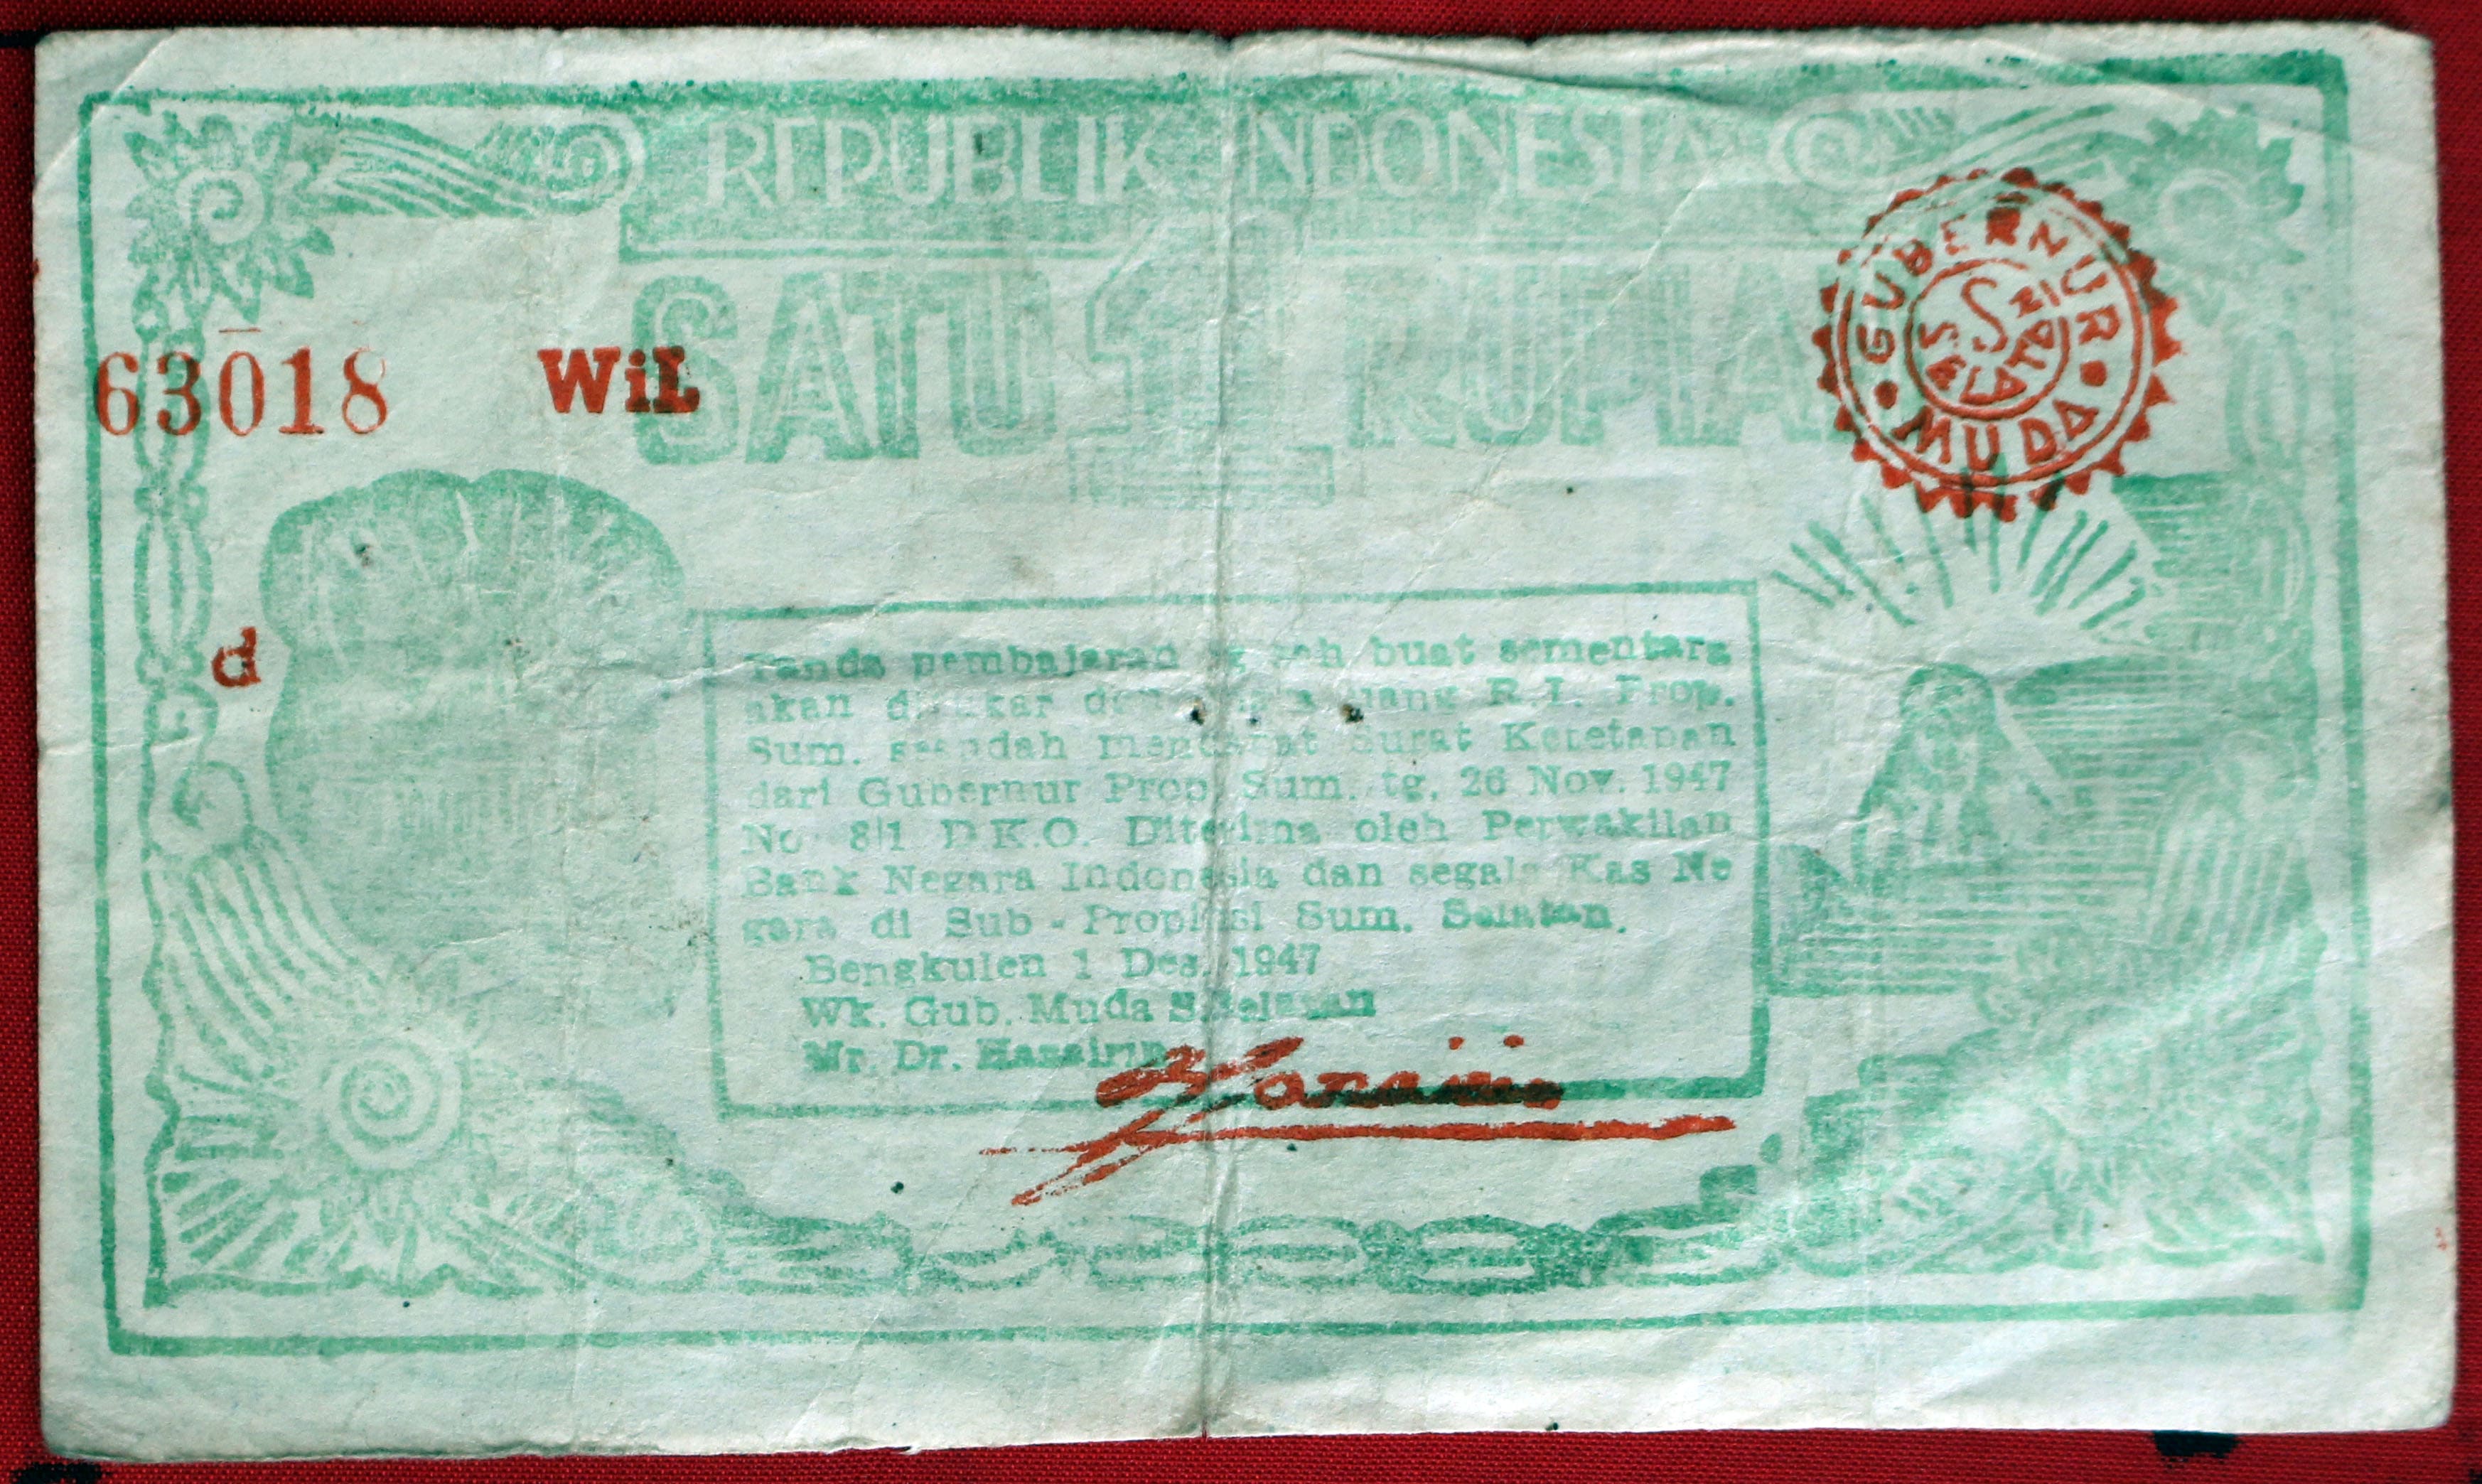 REPUBLIK INDONESIA
SATU 1 RUPIAH
63018 WiL
GUBERNUR MUDA
S
d
Tanda pembajaran jg sah buat sementara
akan ditukar dengan uang R.I. Prop.
Sum. sesudah mendapat Surat Ketetapan
dari Gubernur Prop. Sum. tg. 26 Nov. 1947
No 8|1 D.K.O. Diterima oleh Perwakilan
Bank Negara Indonesia dan segala Kas Ne
gara di Sub - Propinsi Sum. Selatan.
Bengkulen 1 Des. 1947
Wk. Gub. Muda S.Selatan
Mr. Dr. Hazairin
Hazairin